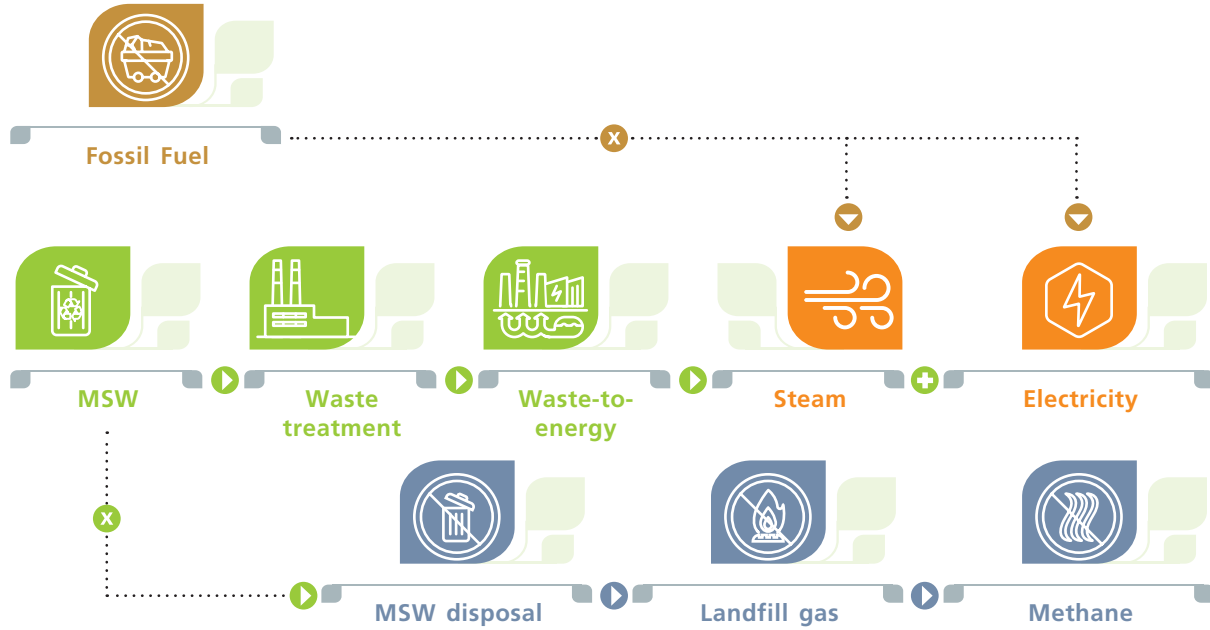 Fossil Fuel
X
MSW
Waste
treatment
Waste-to-
energy
Steam
Electricity
X
MSW disposal
Landfill gas
Methane